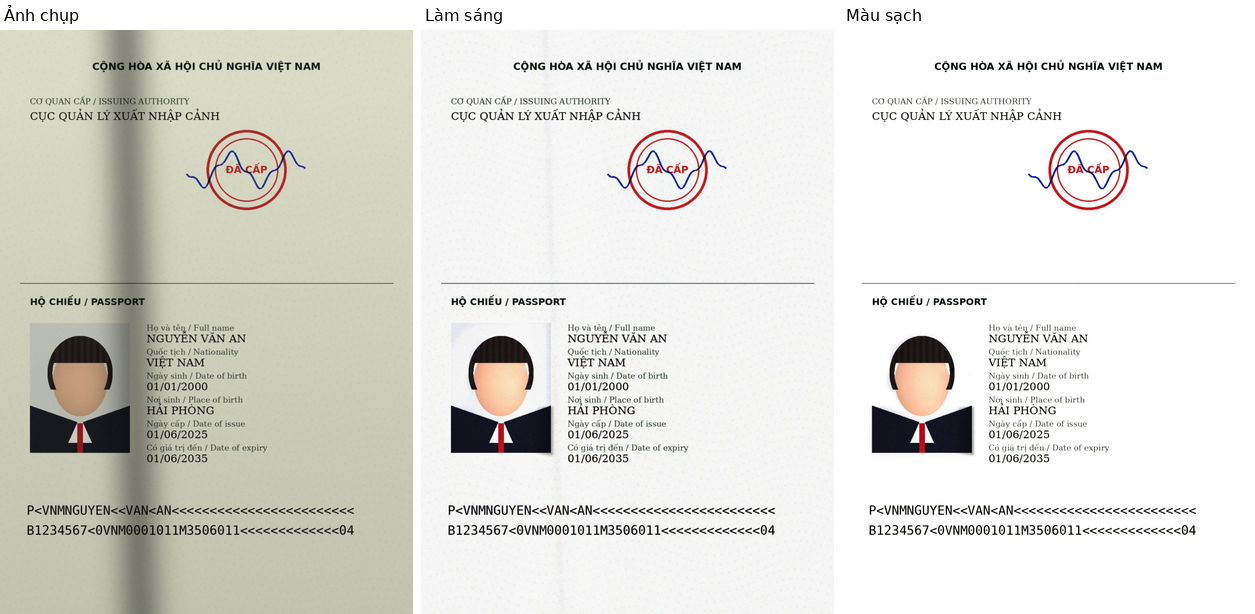 Ảnh chụp
CỘNG HÒA XÃ HỘI CHỦ NGHĨA VIỆT NAM
CƠ QUAN CẤP / ISSUING AUTHORITY
CỤC QUẢN LÝ XUẤT NHẬP CẢNH
ĐÃ CẤP
HỘ CHIẾU / PASSPORT
Họ và tên / Full name
NGUYỄN VĂN AN
Quốc tịch / Nationality
VIỆT NAM
Ngày sinh / Date of birth
01/01/2000
Nơi sinh / Place of birth
HẢI PHÒNG
Ngày cấp / Date of issue
01/06/2025
Có giá trị đến / Date of expiry
01/06/2035
P<VNMNGUYEN<<VAN<AN<<<<<<<<<<<<<<<<<<<<<<<<<
B1234567<0VNM0001011M3506011<<<<<<<<<<<<<<04
Làm sáng
CỘNG HÒA XÃ HỘI CHỦ NGHĨA VIỆT NAM
CƠ QUAN CẤP / ISSUING AUTHORITY
CỤC QUẢN LÝ XUẤT NHẬP CẢNH
ĐÃ CẤP
HỘ CHIẾU / PASSPORT
Họ và tên / Full name
NGUYỄN VĂN AN
Quốc tịch / Nationality
VIỆT NAM
Ngày sinh / Date of birth
01/01/2000
Nơi sinh / Place of birth
HẢI PHÒNG
Ngày cấp / Date of issue
01/06/2025
Có giá trị đến / Date of expiry
01/06/2035
P<VNMNGUYEN<<VAN<AN<<<<<<<<<<<<<<<<<<<<<<<<<
B1234567<0VNM0001011M3506011<<<<<<<<<<<<<<04
Màu sạch
CỘNG HÒA XÃ HỘI CHỦ NGHĨA VIỆT NAM
CƠ QUAN CẤP / ISSUING AUTHORITY
CỤC QUẢN LÝ XUẤT NHẬP CẢNH
ĐÃ CẤP
HỘ CHIẾU / PASSPORT
Họ và tên / Full name
NGUYỄN VĂN AN
Quốc tịch / Nationality
VIỆT NAM
Ngày sinh / Date of birth
01/01/2000
Nơi sinh / Place of birth
HẢI PHÒNG
Ngày cấp / Date of issue
01/06/2025
Có giá trị đến / Date of expiry
01/06/2035
P<VNMNGUYEN<<VAN<AN<<<<<<<<<<<<<<<<<<<<<<<<<
B1234567<0VNM0001011M3506011<<<<<<<<<<<<<<04